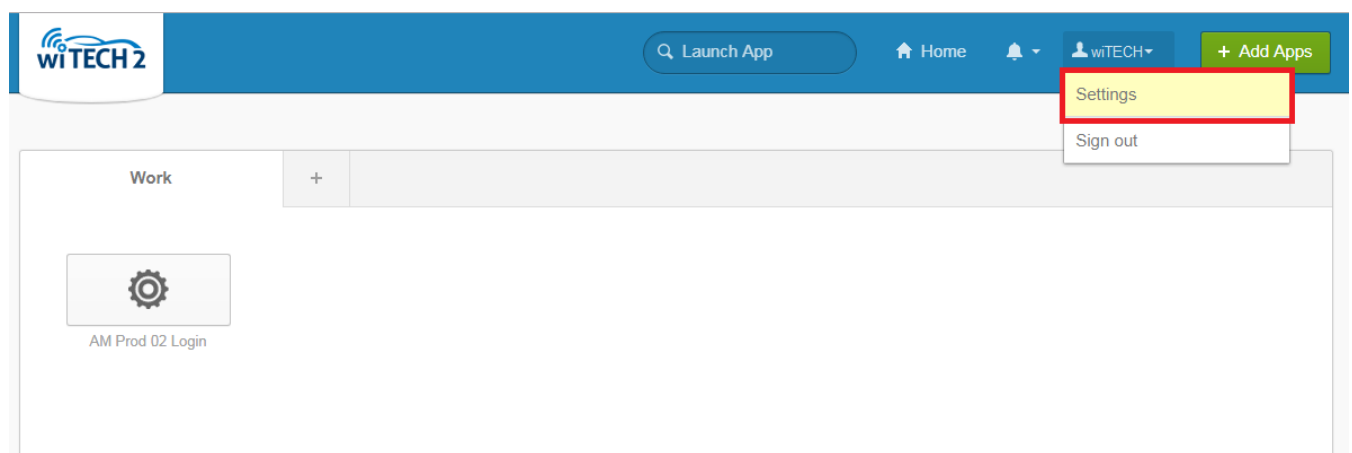 wiTECH 2
Launch App
Home
wiTECH
+ Add Apps
Settings
Sign out
Work
+
AM Prod 02 Login